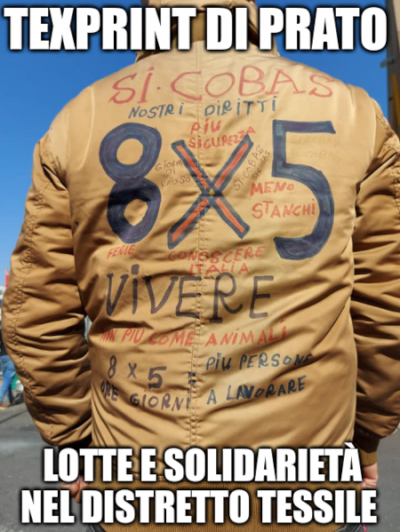 TEXPRINT DI PRATO
SI·COBAS
NOSTRI DIRITTI
PIU
SICUREZZA
8X5
MENO
STANCHI
FERIE
CONOSCERE
ITALIA
VIVERE
NON PIU COME ANIMALI
8 X 5 = PIU PERSONE
ORE GIORNI A LAVORARE
LOTTE E SOLIDARIETÀ
NEL DISTRETTO TESSILE